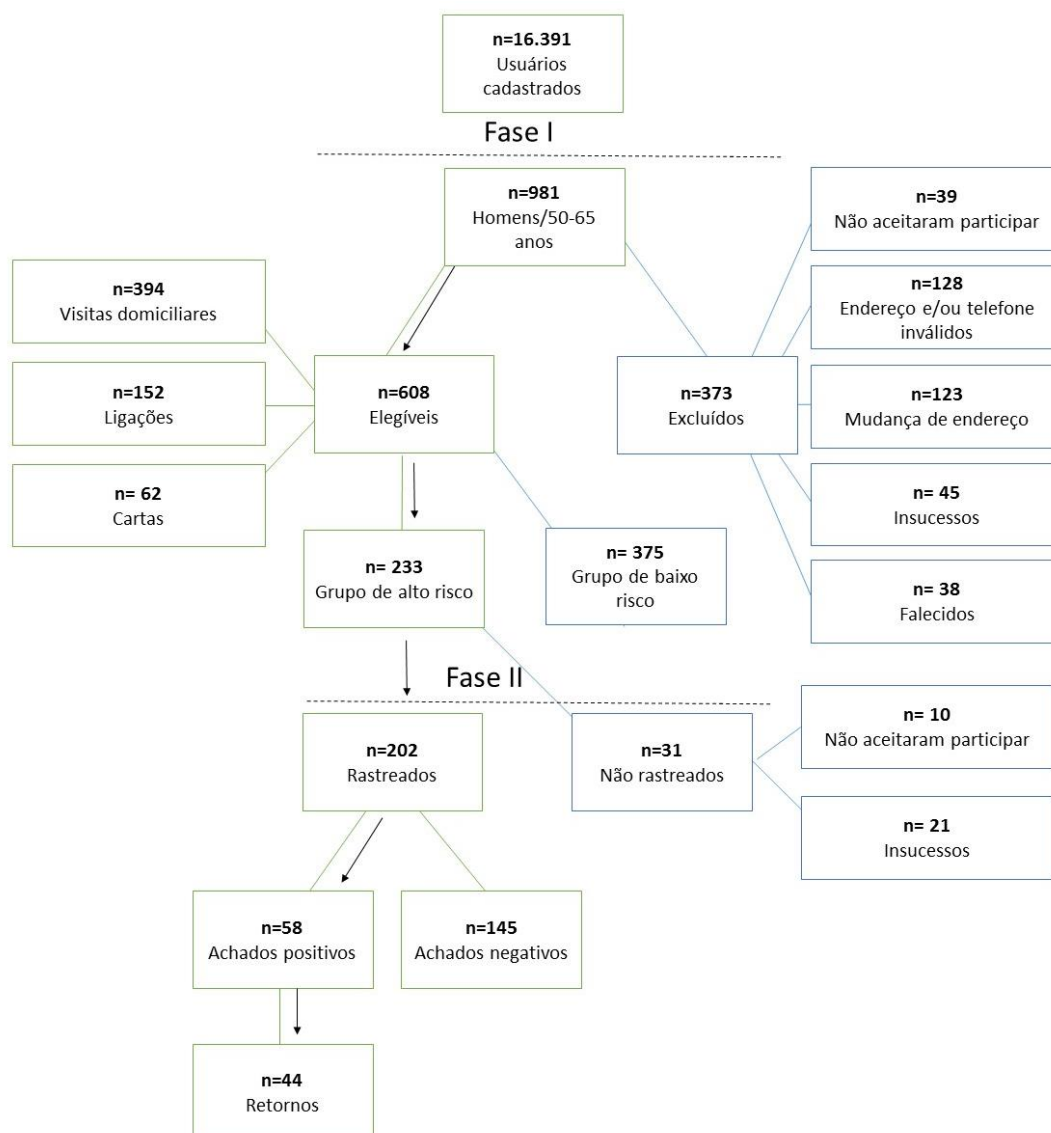 n=16.391
Usuários
cadastrados
Fase I
n=981
Homens/50-65
anos
n=39
Não aceitaram participar
n=394
Visitas domiciliares
n=128
Endereço e/ou telefone
inválidos
n=152
Ligações
n=608
Elegíveis
n=373
Excluídos
n=123
Mudança de endereço
n= 62
Cartas
n= 45
Insucessos
n= 233
Grupo de alto risco
n= 375
Grupo de baixo
risco
n= 38
Falecidos
Fase II
n=202
Rastreados
n=31
Não rastreados
n= 10
Não aceitaram participar
n= 21
Insucessos
n=58
Achados positivos
n=145
Achados negativos
n=44
Retornos